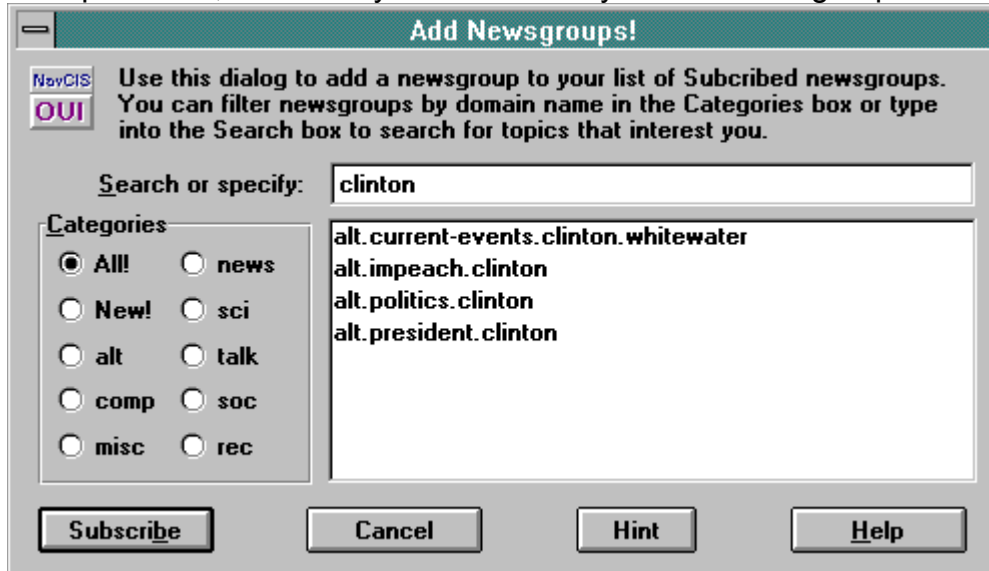 Add Newsgroups!
NavCIS
OUI
Use this dialog to add a newsgroup to your list of Subcribed newsgroups.
You can filter newsgroups by domain name in the Categories box or type
into the Search box to search for topics that interest you.
Search or specify: clinton
Categories
All! news
New! sci
alt talk
comp soc
misc rec
alt.current-events.clinton.whitewater
alt.impeach.clinton
alt.politics.clinton
alt.president.clinton
Subscribe Cancel Hint Help